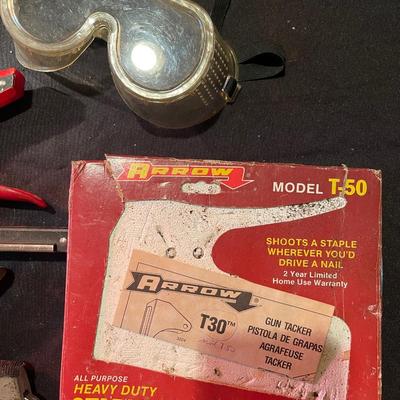 ARROW
MODEL T-50
SHOOTS A STAPLE
WHEREVER YOU'D
DRIVE A NAIL
2 Year Limited
Home Use Warranty
ARROW
T30™
GUN TACKER
PISTOLA DE GRAPAS
AGRAFEUSE
TACKER
ALL PURPOSE
HEAVY DUTY